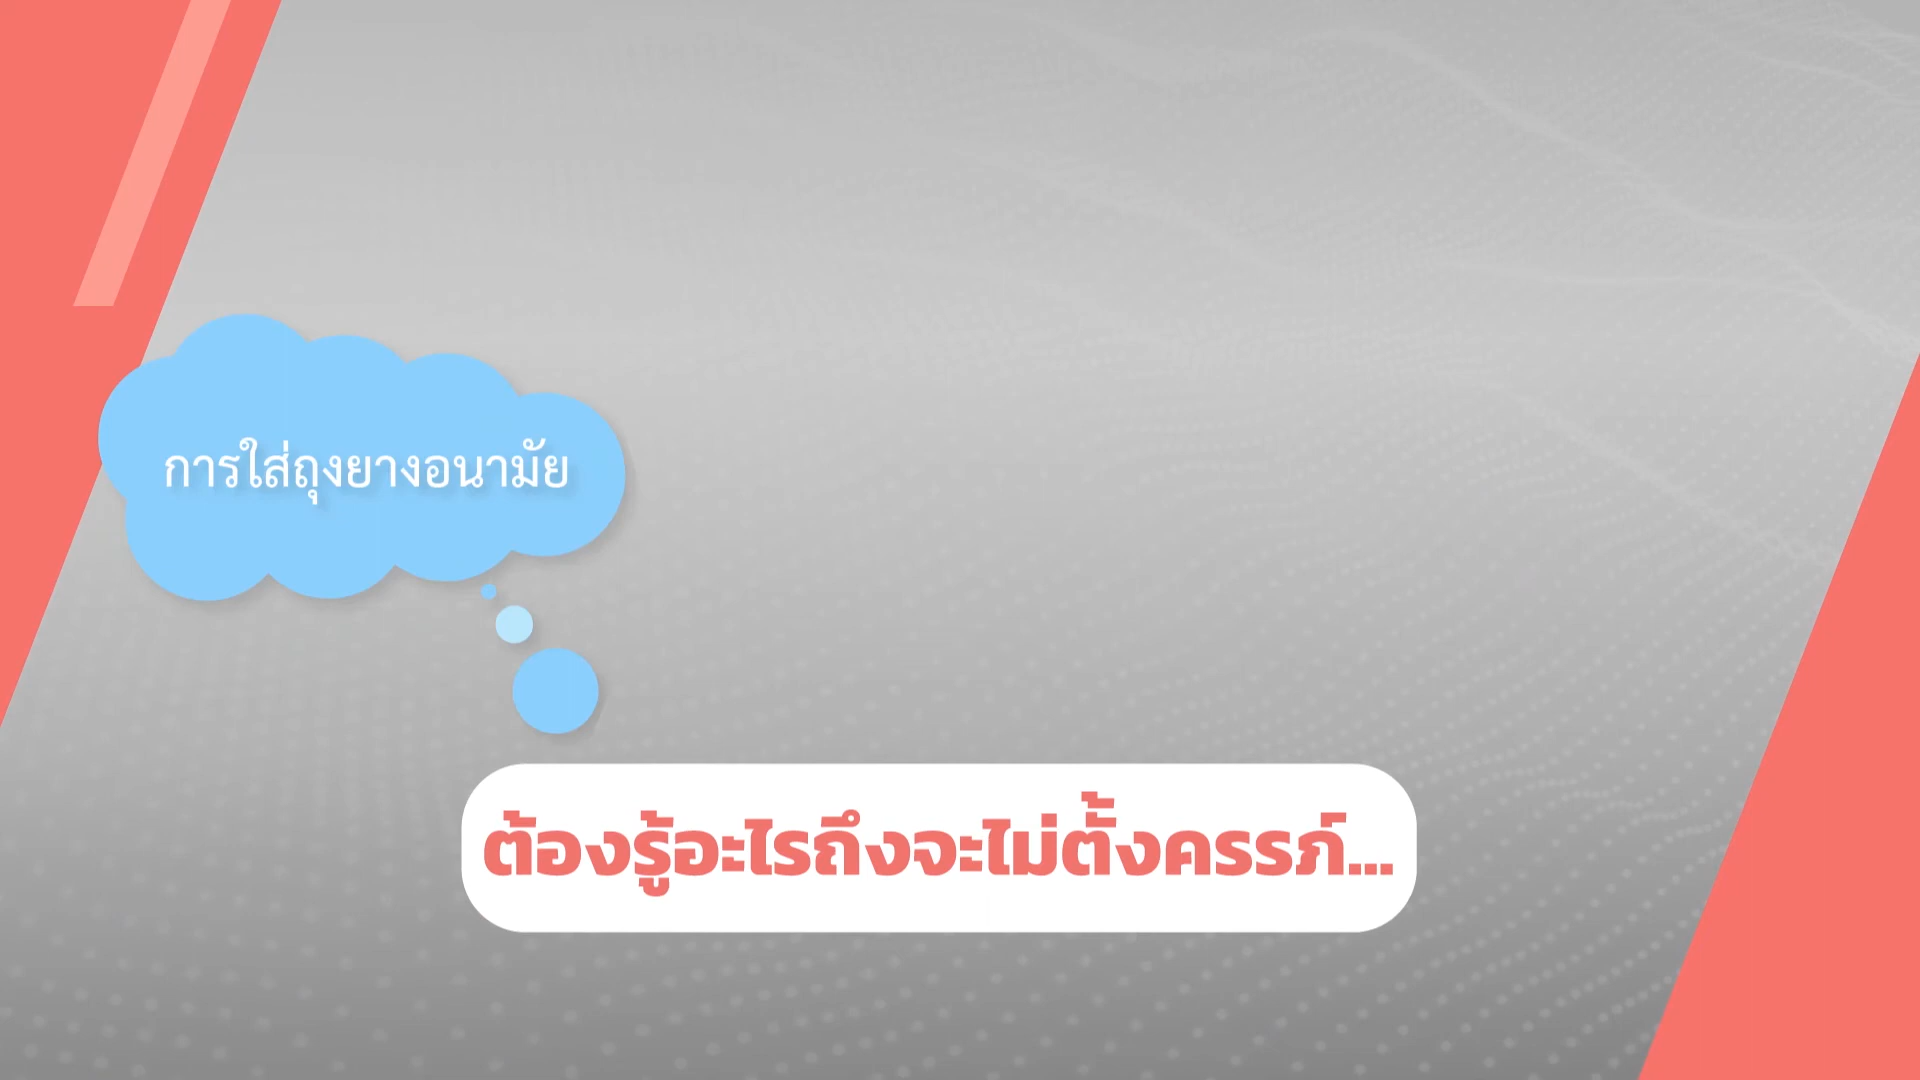 การใส่ถุงยางอนามัย
ต้องรู้อะไรถึงจะไม่ตั้งครรภ์...